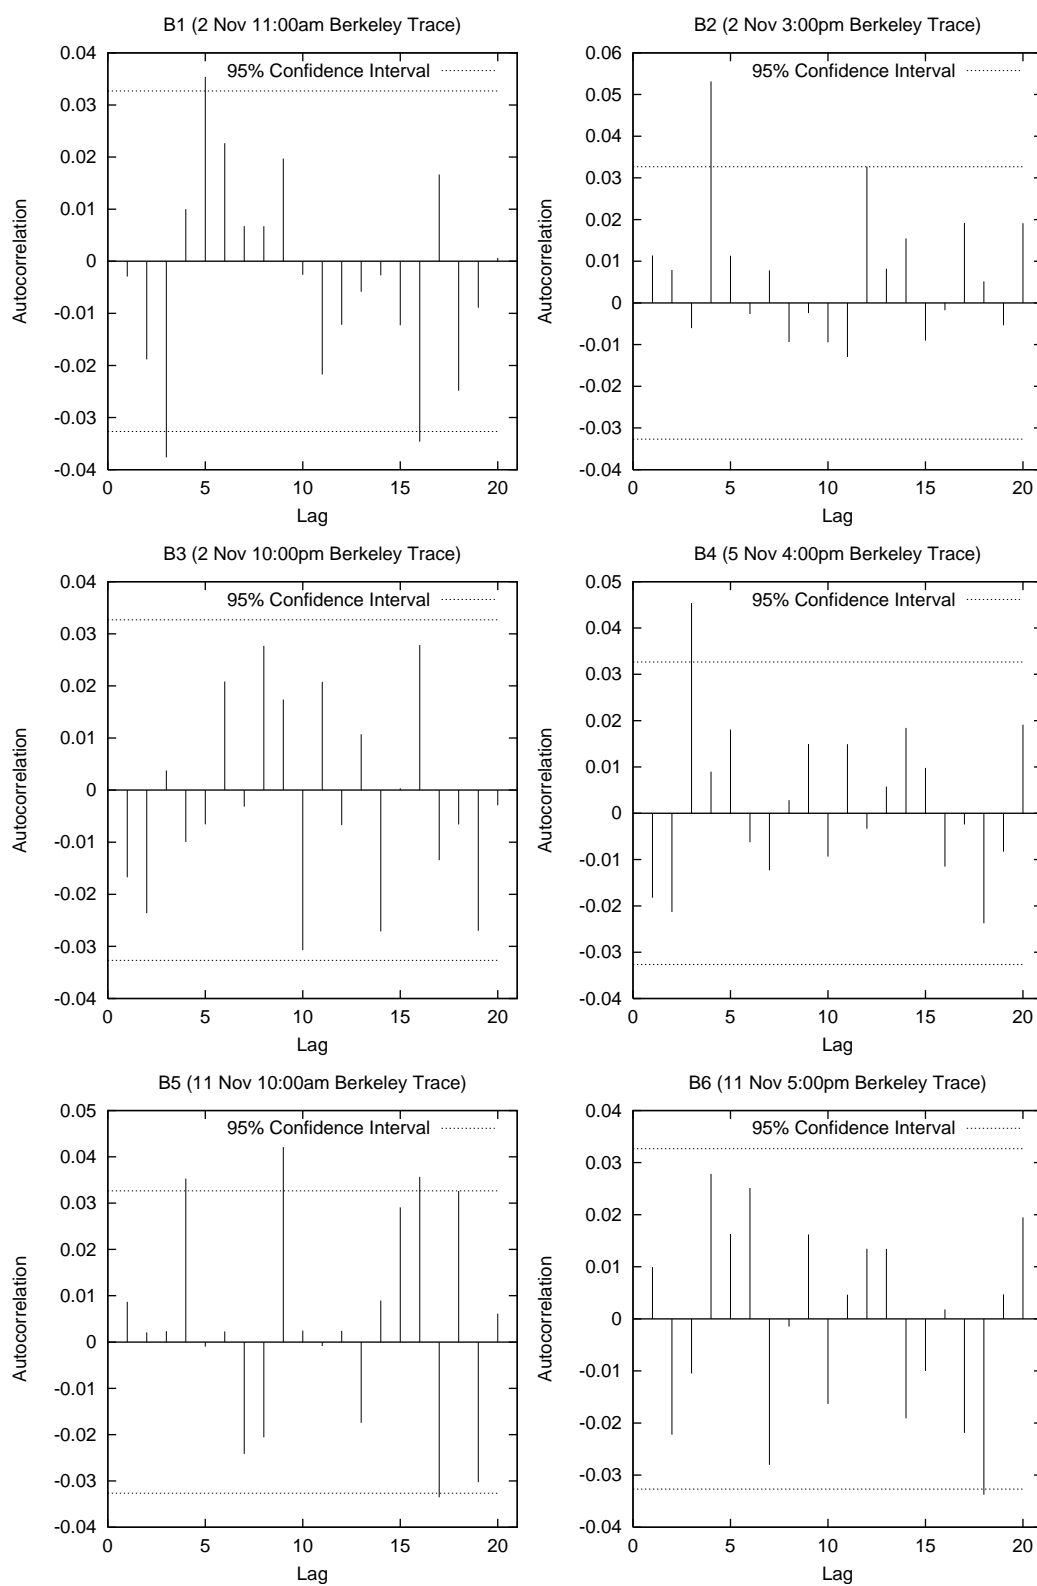 B1 (2 Nov 11:00am Berkeley Trace)
0.04
0.03
0.02
0.01
0
-0.01
-0.02
-0.03
-0.04
0 5 10 15 20
Autocorrelation
Lag
95% Confidence Interval
B2 (2 Nov 3:00pm Berkeley Trace)
0.06
0.05
0.04
0.03
0.02
0.01
0
-0.01
-0.02
-0.03
-0.04
0 5 10 15 20
Autocorrelation
Lag
95% Confidence Interval
B3 (2 Nov 10:00pm Berkeley Trace)
0.04
0.03
0.02
0.01
0
-0.01
-0.02
-0.03
-0.04
0 5 10 15 20
Autocorrelation
Lag
95% Confidence Interval
B4 (5 Nov 4:00pm Berkeley Trace)
0.05
0.04
0.03
0.02
0.01
0
-0.01
-0.02
-0.03
-0.04
0 5 10 15 20
Autocorrelation
Lag
95% Confidence Interval
B5 (11 Nov 10:00am Berkeley Trace)
0.05
0.04
0.03
0.02
0.01
0
-0.01
-0.02
-0.03
-0.04
0 5 10 15 20
Autocorrelation
Lag
95% Confidence Interval
B6 (11 Nov 5:00pm Berkeley Trace)
0.04
0.03
0.02
0.01
0
-0.01
-0.02
-0.03
-0.04
0 5 10 15 20
Autocorrelation
Lag
95% Confidence Interval